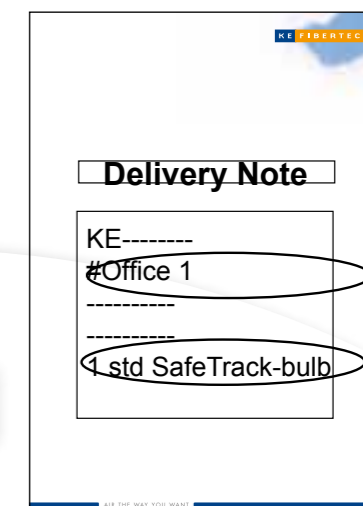 KE FIBERTEC
Delivery Note
KE--------
#Office 1
-----------
-----------
1 std SafeTrack-bulb
AIR THE WAY YOU WANT